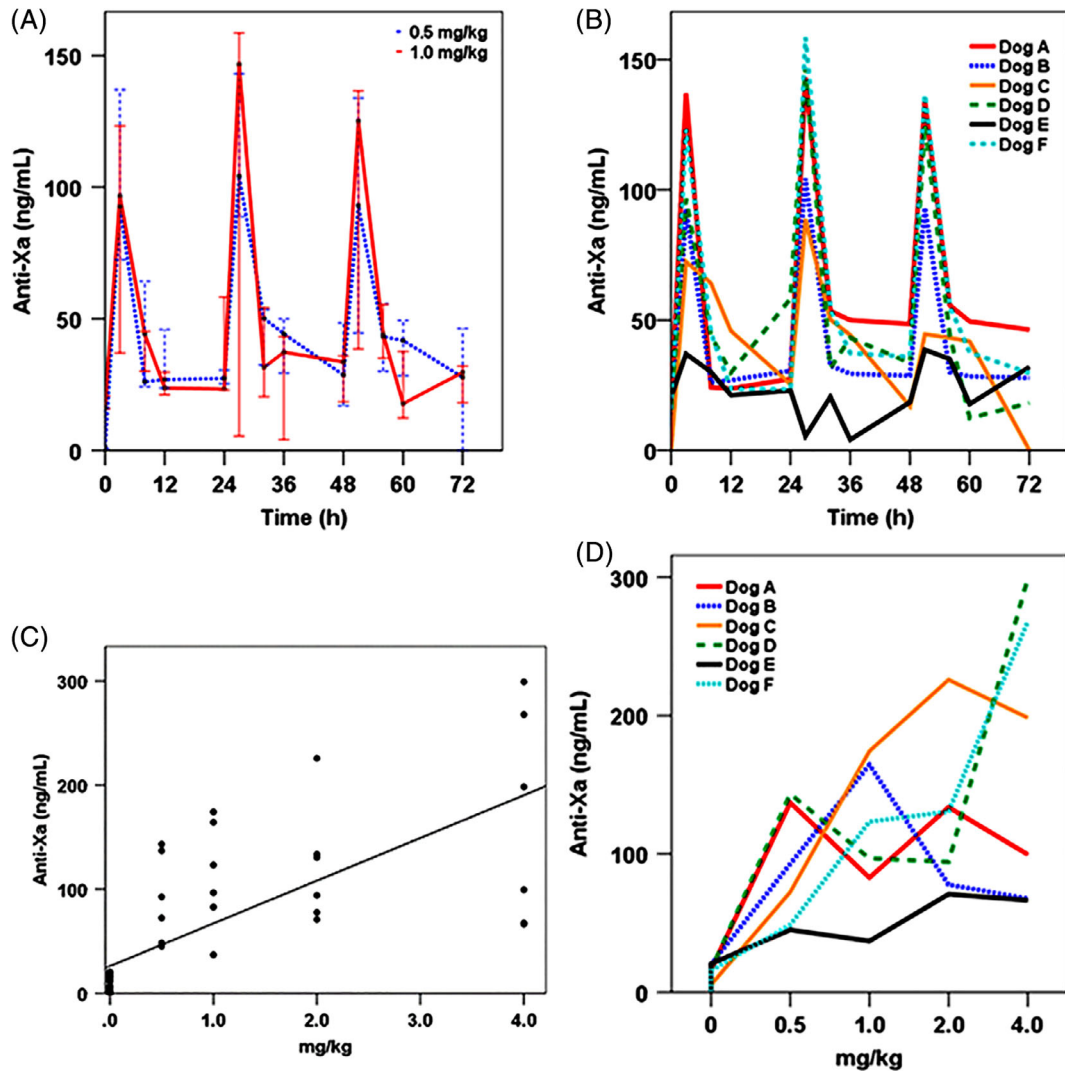 (A)
0.5 mg/kg
1.0 mg/kg
150
100
50
0
Anti-Xa (ng/mL)
0 12 24 36 48 60 72
Time (h)
(B)
Dog A
Dog B
Dog C
Dog D
Dog E
Dog F
150
100
50
0
Anti-Xa (ng/mL)
0 12 24 36 48 60 72
Time (h)
(C)
300
200
100
0
Anti-Xa (ng/mL)
.0 1.0 2.0 3.0 4.0
mg/kg
(D)
Dog A
Dog B
Dog C
Dog D
Dog E
Dog F
300
200
100
0
Anti-Xa (ng/mL)
0 0.5 1.0 2.0 4.0
mg/kg